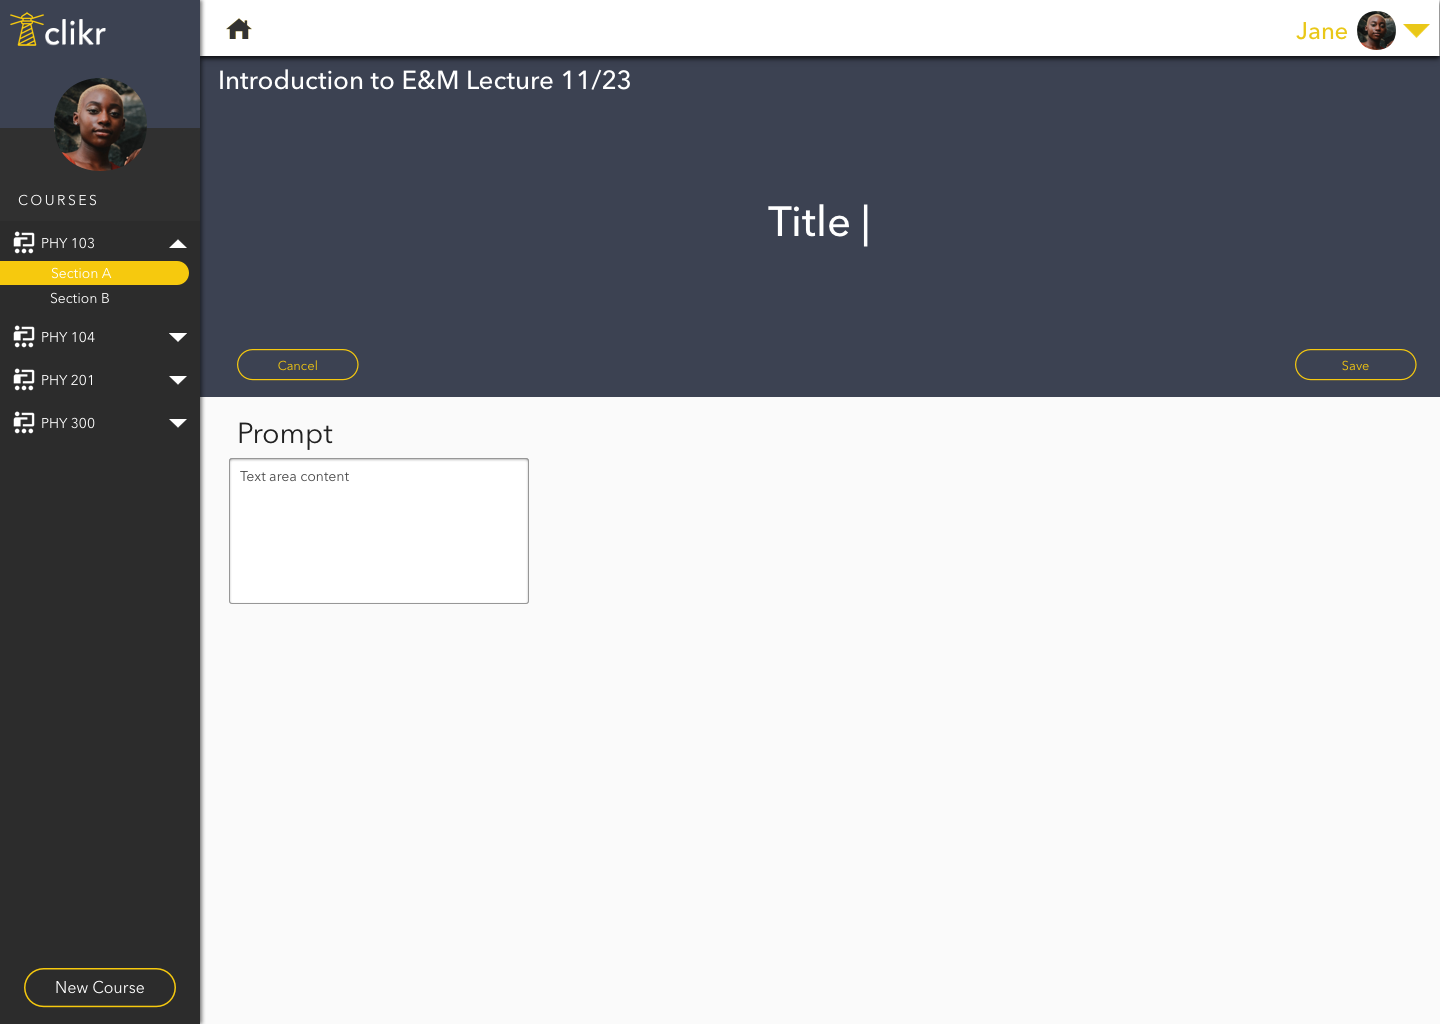 clikr
Jane
Introduction to E&M Lecture 11/23
Title |
Cancel
Save
COURSES
PHY 103
Section A
Section B
PHY 104
PHY 201
PHY 300
New Course
Prompt
Text area content